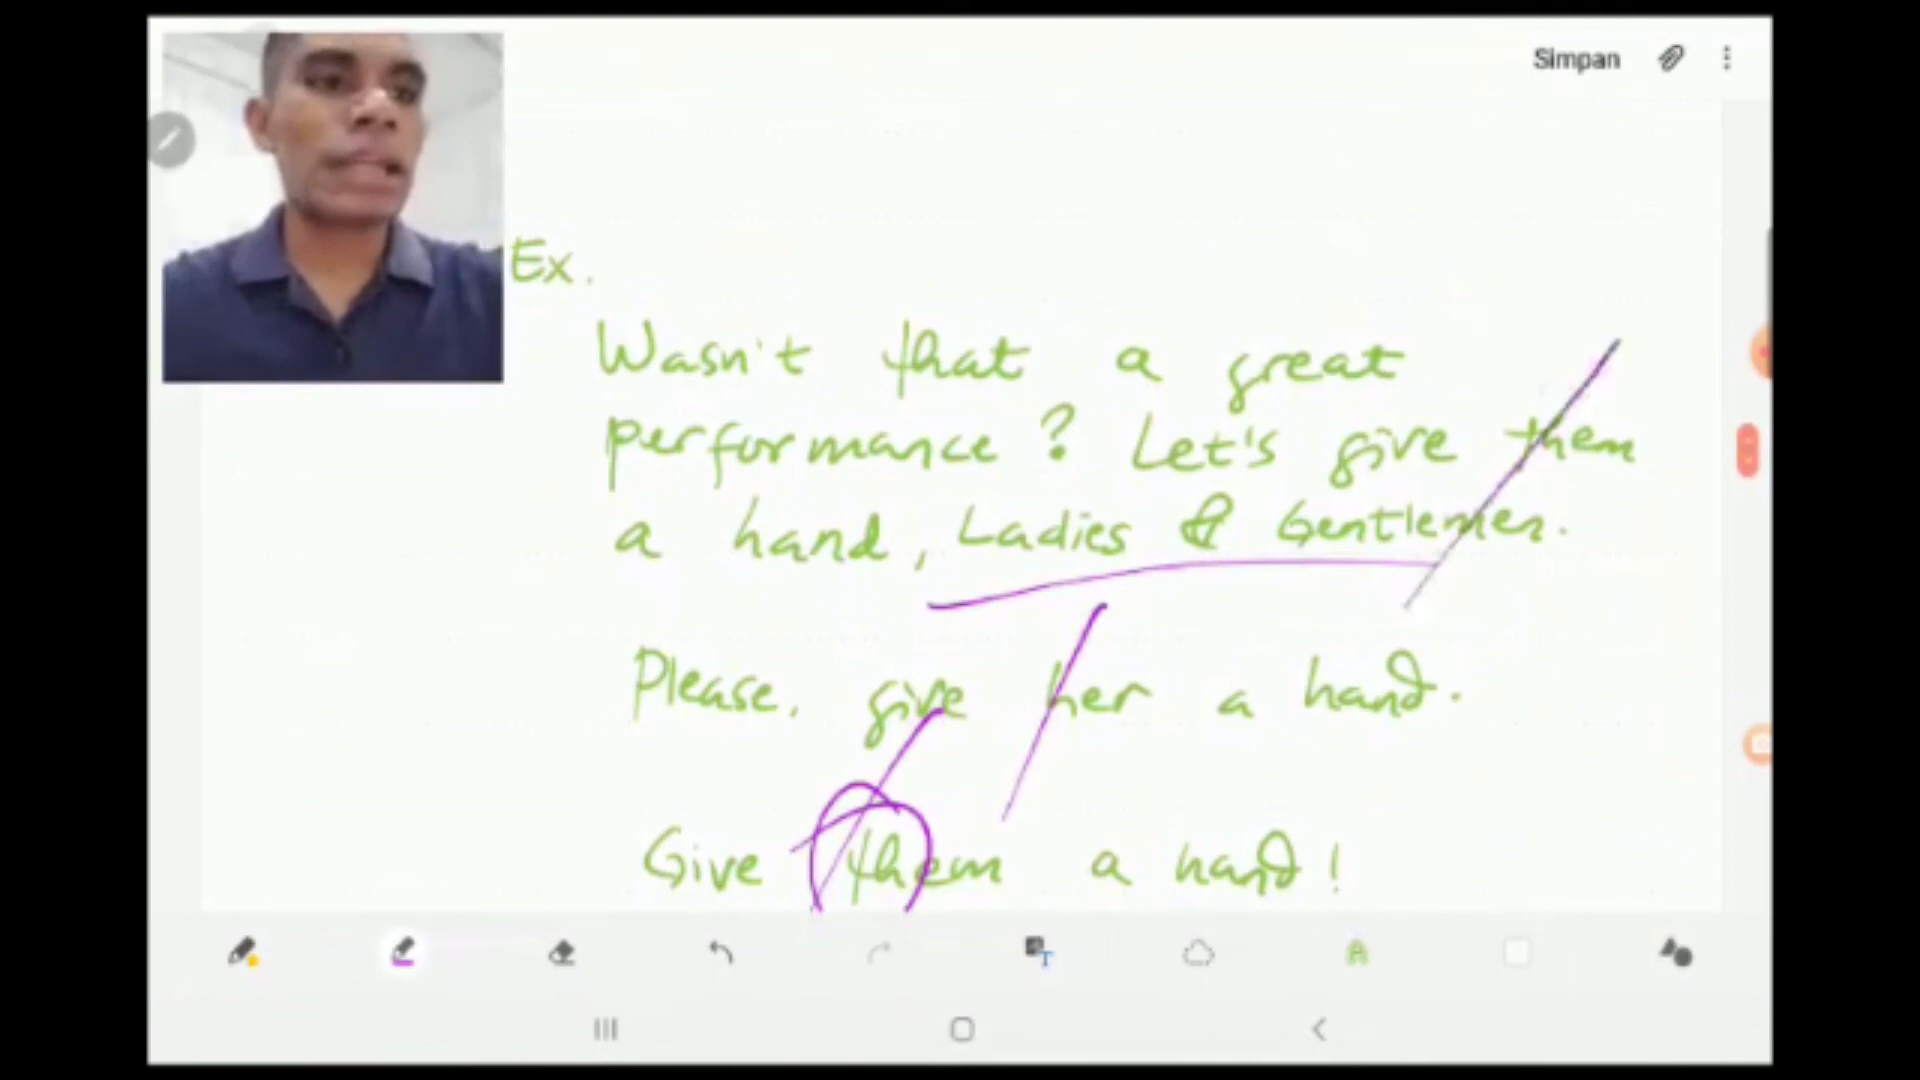 Simpan
Ex.
Wasn't that a great
performance? Let's give them
a hand, Ladies & Gentlemen.
Please, give her a hand.
Give them a hand!